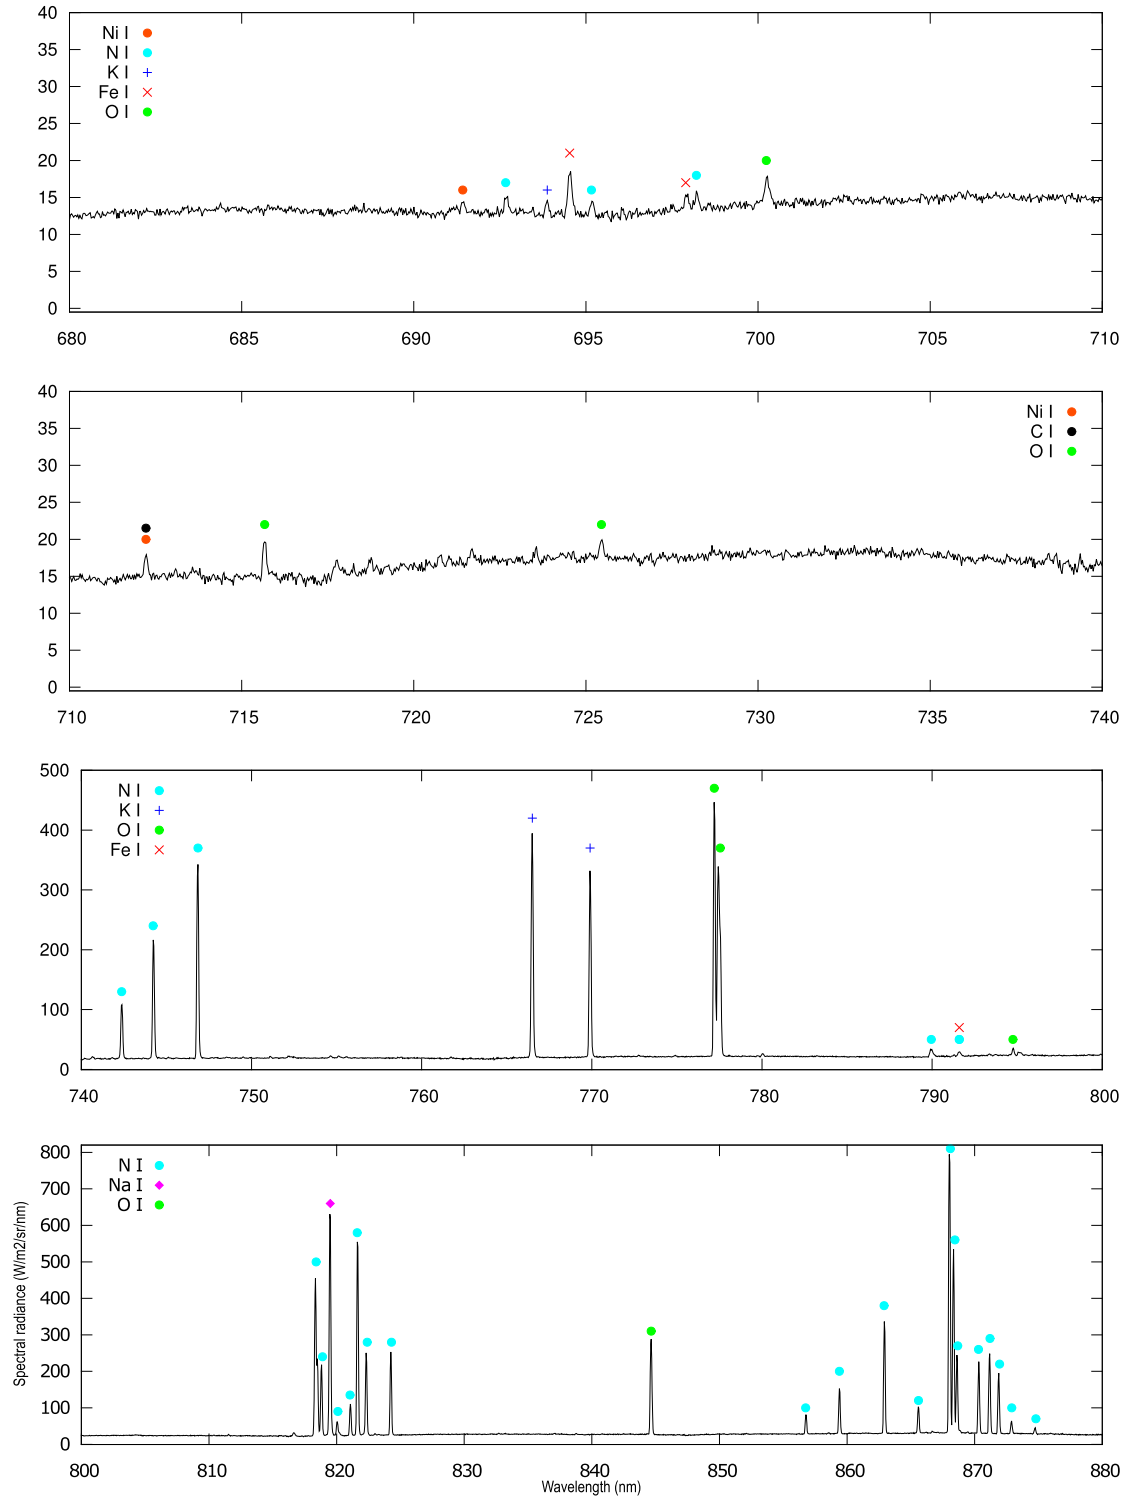 40
35
30
25
20
15
10
5
0
Ni I
N I
K I
Fe I
O I
680 685 690 695 700 705 710
40
35
30
25
20
15
10
5
0
Ni I
C I
O I
710 715 720 725 730 735 740
500
400
300
200
100
0
N I
K I
O I
Fe I
740 750 760 770 780 790 800
800
700
600
500
400
300
200
100
0
N I
Na I
O I
Spectral radiance (W/m2/sr/nm)
800 810 820 830 840 850 860 870 880
Wavelength (nm)